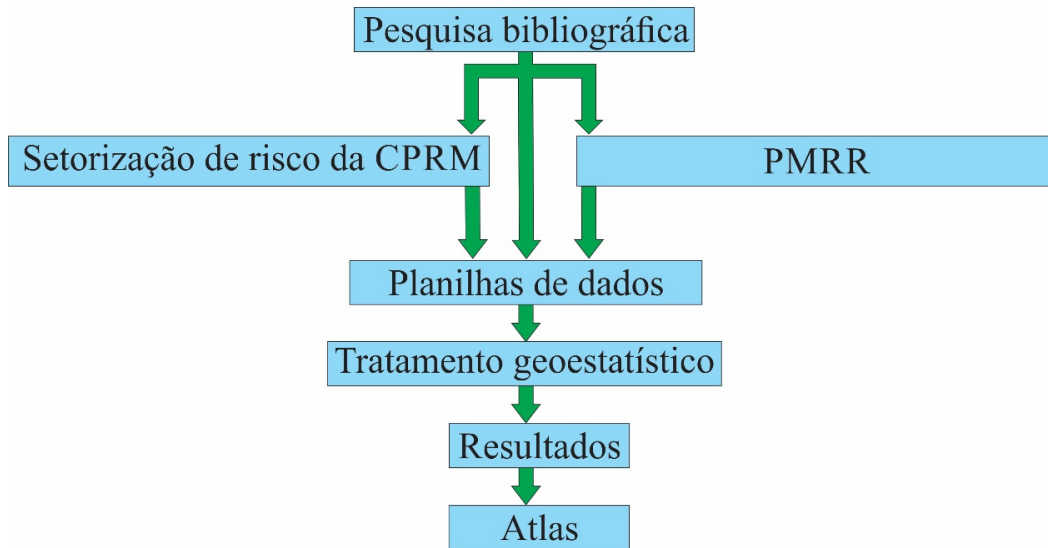 Pesquisa bibliográfica
Setorização de risco da CPRM
PMRR
Planilhas de dados
Tratamento geoestatístico
Resultados
Atlas